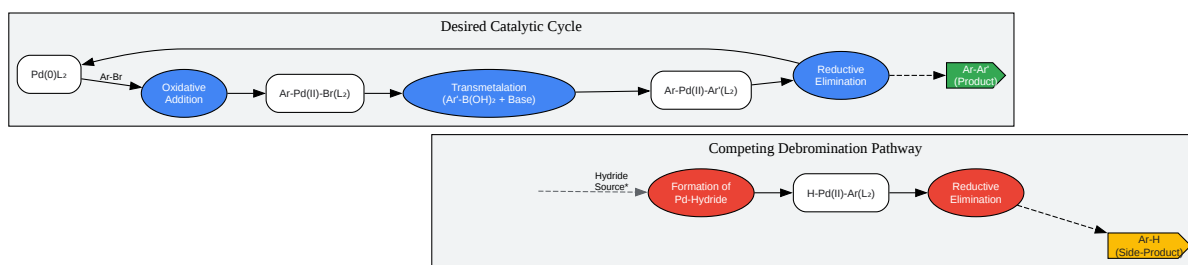 Desired Catalytic Cycle
Pd(0)L₂
Ar-Br
Oxidative
Addition
Ar-Pd(II)-Br(L₂)
Transmetalation
(Ar'-B(OH)₂ + Base)
Ar-Pd(II)-Ar'(L₂)
Reductive
Elimination
Ar-Ar'
(Product)
Competing Debromination Pathway
Hydride
Source*
Formation of
Pd-Hydride
H-Pd(II)-Ar(L₂)
Reductive
Elimination
Ar-H
(Side-Product)